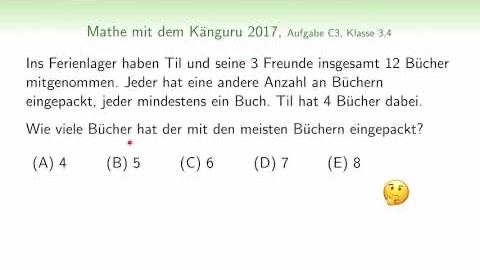 Mathe mit dem Känguru 2017, Aufgabe C3, Klasse 3,4
Ins Ferienlager haben Til und seine 3 Freunde insgesamt 12 Bücher
mitgenommen. Jeder hat eine andere Anzahl an Büchern
eingepackt, jeder mindestens ein Buch. Til hat 4 Bücher dabei.
Wie viele Bücher hat der mit den meisten Büchern eingepackt?
(A) 4 (B) 5 (C) 6 (D) 7 (E) 8